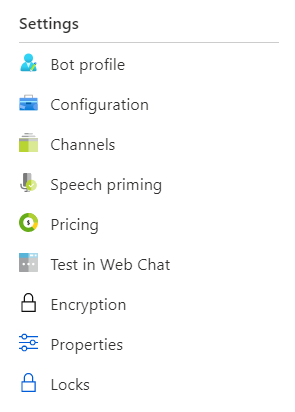 Settings
Bot profile
Configuration
Channels
Speech priming
Pricing
Test in Web Chat
Encryption
Properties
Locks